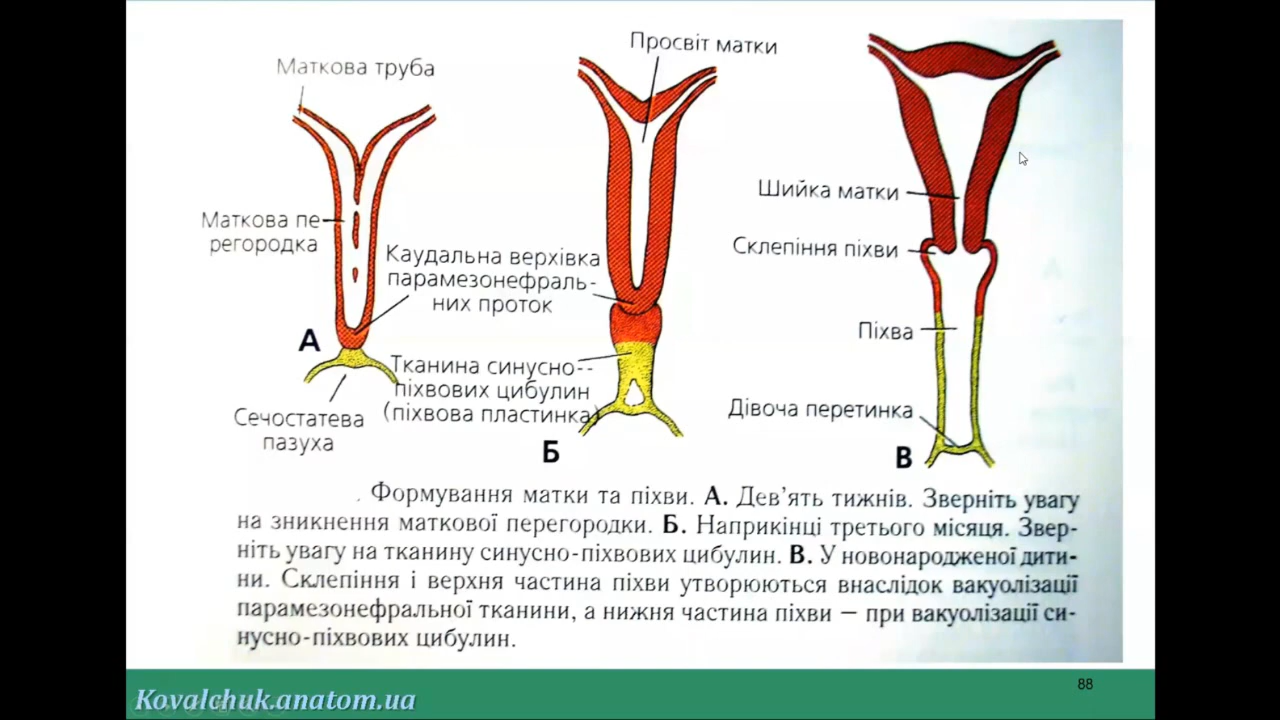 Просвіт матки
Маткова труба
Маткова пе-
регородка
Каудальна верхівка
парамезонефраль-
них проток
А
Тканина синусно--
піхвових цибулин
(піхвова пластинка)
Сечостатева
пазуха
Б
Шийка матки
Склепіння піхви
Піхва
Дівоча перетинка
В
. Формування матки та піхви. А. Дев’ять тижнів. Зверніть увагу
на зникнення маткової перегородки. Б. Наприкінці третього місяця. Звер-
ніть увагу на тканину синусно-піхвових цибулин. В. У новонародженої дити-
ни. Склепіння і верхня частина піхви утворюються внаслідок вакуолізації
парамезонефральної тканини, а нижня частина піхви — при вакуолізації си-
нусно-піхвових цибулин.
Kovalchuk.anatom.ua
88